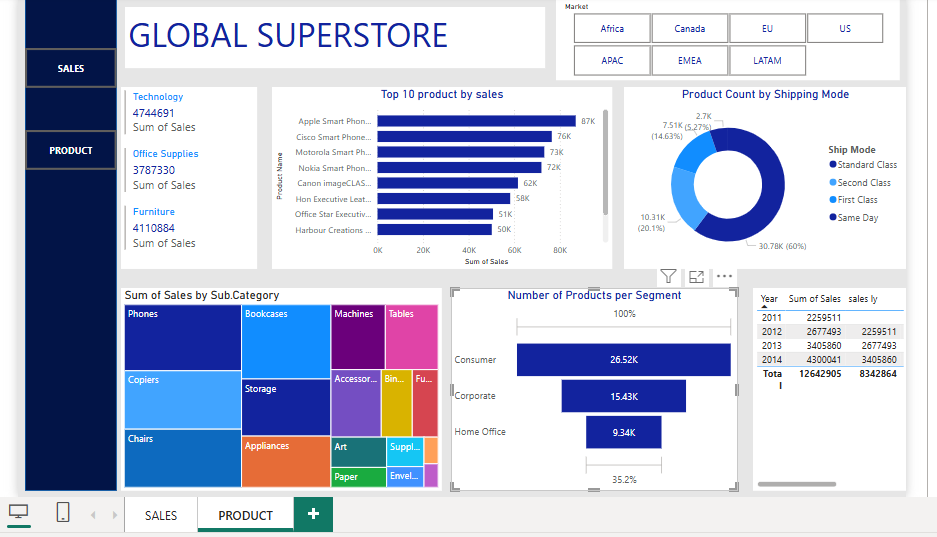 Market
GLOBAL SUPERSTORE
Africa
Canada
EU
US
APAC
EMEA
LATAM
SALES
PRODUCT
Technology
4744691
Sum of Sales
Office Supplies
3787330
Sum of Sales
Furniture
4110884
Sum of Sales
Top 10 product by sales
Product Name
Apple Smart Phon...
87K
Cisco Smart Phone...
76K
Motorola Smart Ph...
73K
Nokia Smart Phon...
72K
Canon imageCLAS...
62K
Hon Executive Leat...
58K
Office Star Executiv...
51K
Harbour Creations ...
50K
0K
20K
40K
60K
80K
Sum of Sales
Product Count by Shipping Mode
2.7K
(5.27%)
7.51K
(14.63%)
10.31K
(20.1%)
30.78K (60%)
Ship Mode
Standard Class
Second Class
First Class
Same Day
Sum of Sales by Sub.Category
Phones
Copiers
Chairs
Bookcases
Storage
Appliances
Machines
Tables
Accessor...
Bin...
Fu...
Art
Suppl...
Paper
Envel...
Number of Products per Segment
100%
Consumer
26.52K
Corporate
15.43K
Home Office
9.34K
35.2%
Year Sum of Sales sales ly
2011 2259511
2012 2677493 2259511
2013 3405860 2677493
2014 4300041 3405860
Tota 12642905 8342864
l
SALES
PRODUCT
+